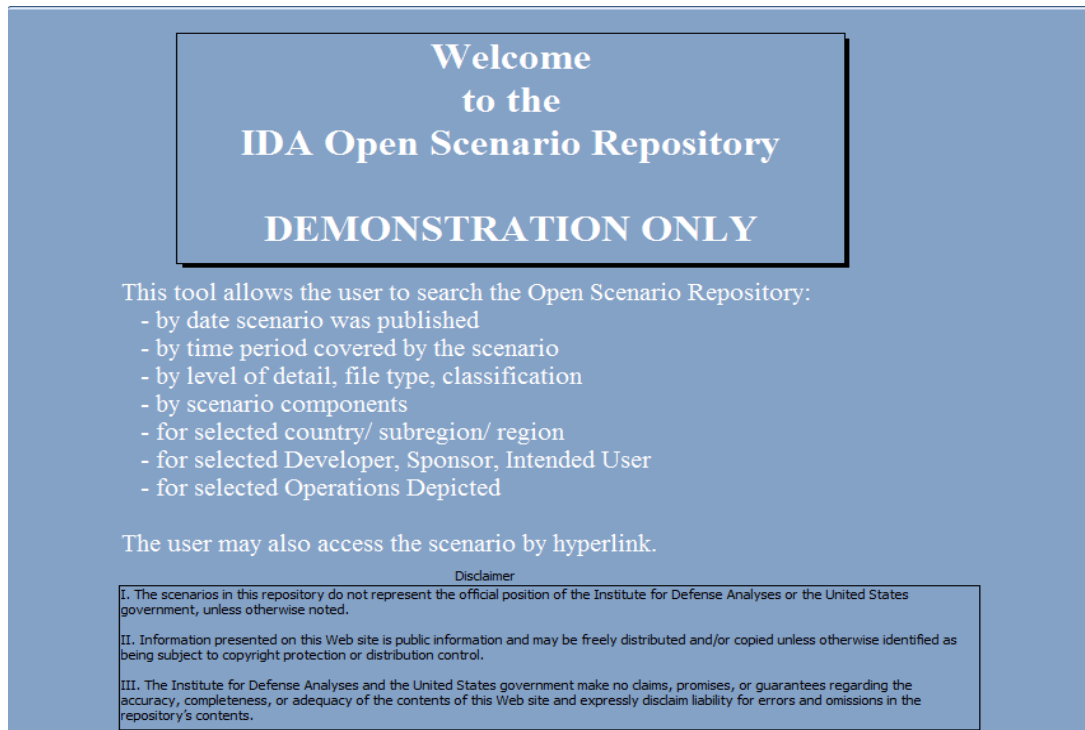 Welcome
to the
IDA Open Scenario Repository
DEMONSTRATION ONLY
This tool allows the user to search the Open Scenario Repository:
- by date scenario was published
- by time period covered by the scenario
- by level of detail, file type, classification
- by scenario components
- for selected country/ subregion/ region
- for selected Developer, Sponsor, Intended User
- for selected Operations Depicted
The user may also access the scenario by hyperlink.
Disclaimer
I. The scenarios in this repository do not represent the official position of the Institute for Defense Analyses or the United States
government, unless otherwise noted.
II. Information presented on this Web site is public information and may be freely distributed and/or copied unless otherwise identified as
being subject to copyright protection or distribution control.
III. The Institute for Defense Analyses and the United States government make no claims, promises, or guarantees regarding the
accuracy, completeness, or adequacy of the contents of this Web site and expressly disclaim liability for errors and omissions in the
repository's contents.